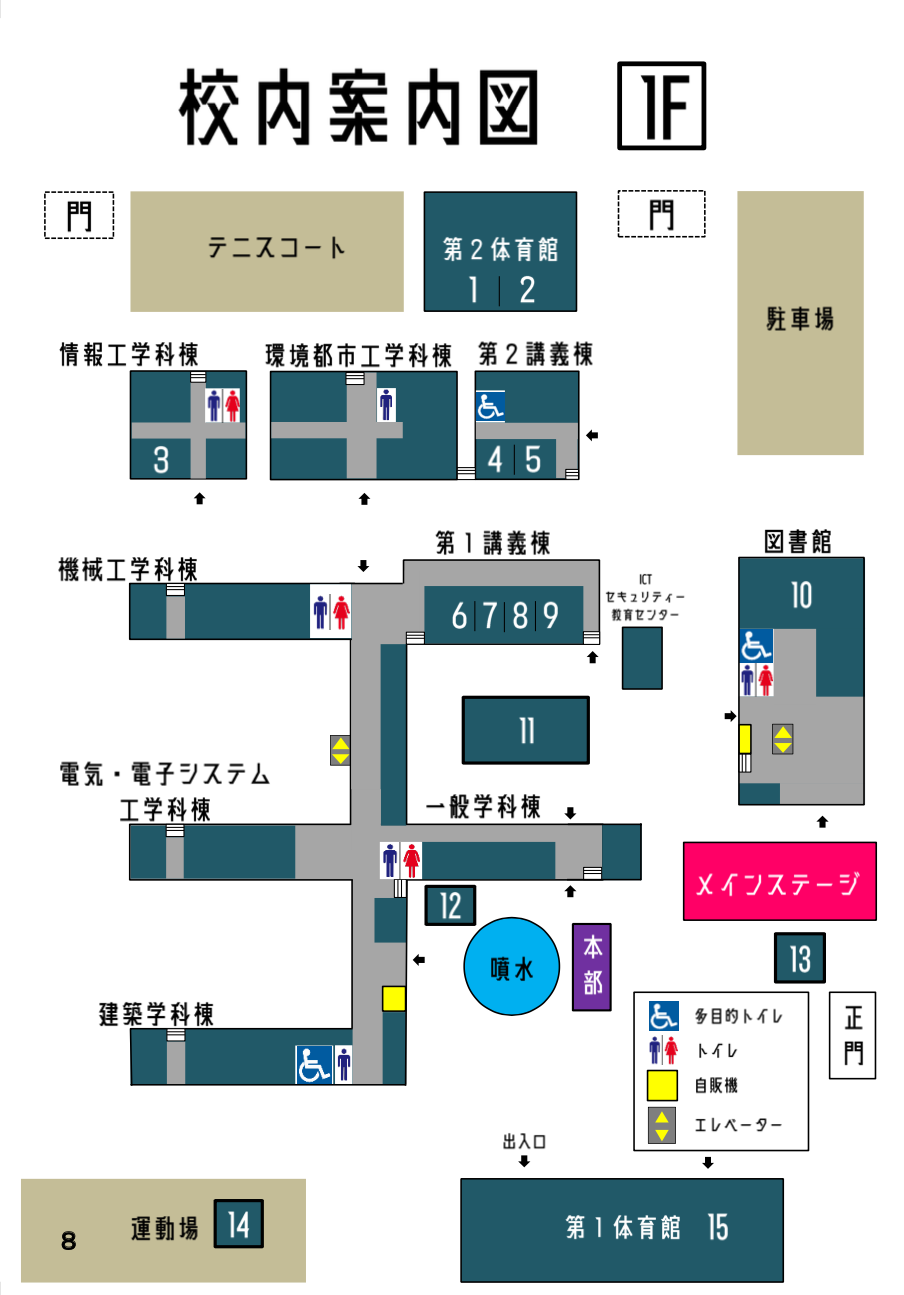 校内案内図 1F
門
テニスコート
第2体育館
1 2
門
駐車場
情報工学科棟
環境都市工学科棟
第2講義棟
3
4 5
機械工学科棟
第1講義棟
6 7 8 9
ICT
セキュリティー
教育センター
図書館
10
11
電気・電子システム
工学科棟
一般学科棟
メインステージ
12
噴水
本部
13
正門
建築学科棟
多目的トイレ
トイレ
自販機
エレベーター
出入口
運動場 14
第1体育館 15
8